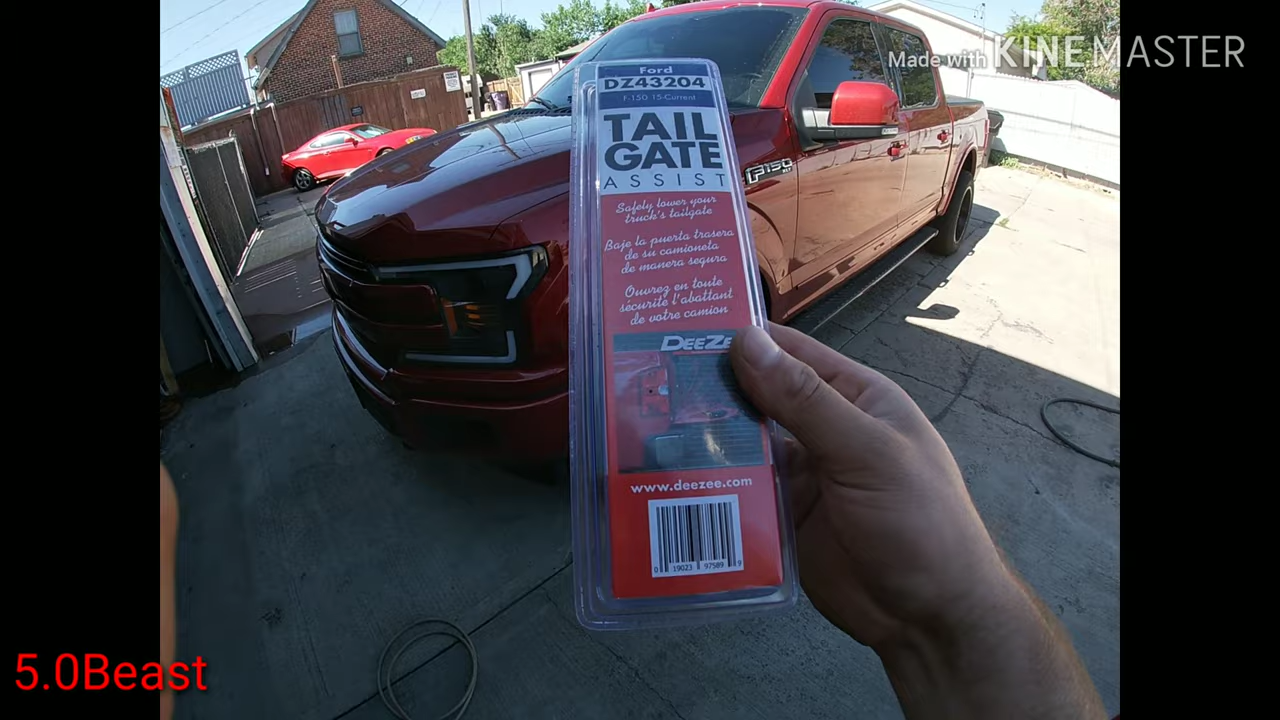 Made with KINEMASTER
Ford
DZ43204
F-150 15-Current
TAIL
GATE
ASSIST
Safely lower your
truck's tailgate
Baje la puerta trasera
de su camioneta
de manera segura
Ouvrez en toute
sécurité l'abattant
de votre camion
DEEZEE
www.deezee.com
0 19023 97589 9
F150
5.0Beast